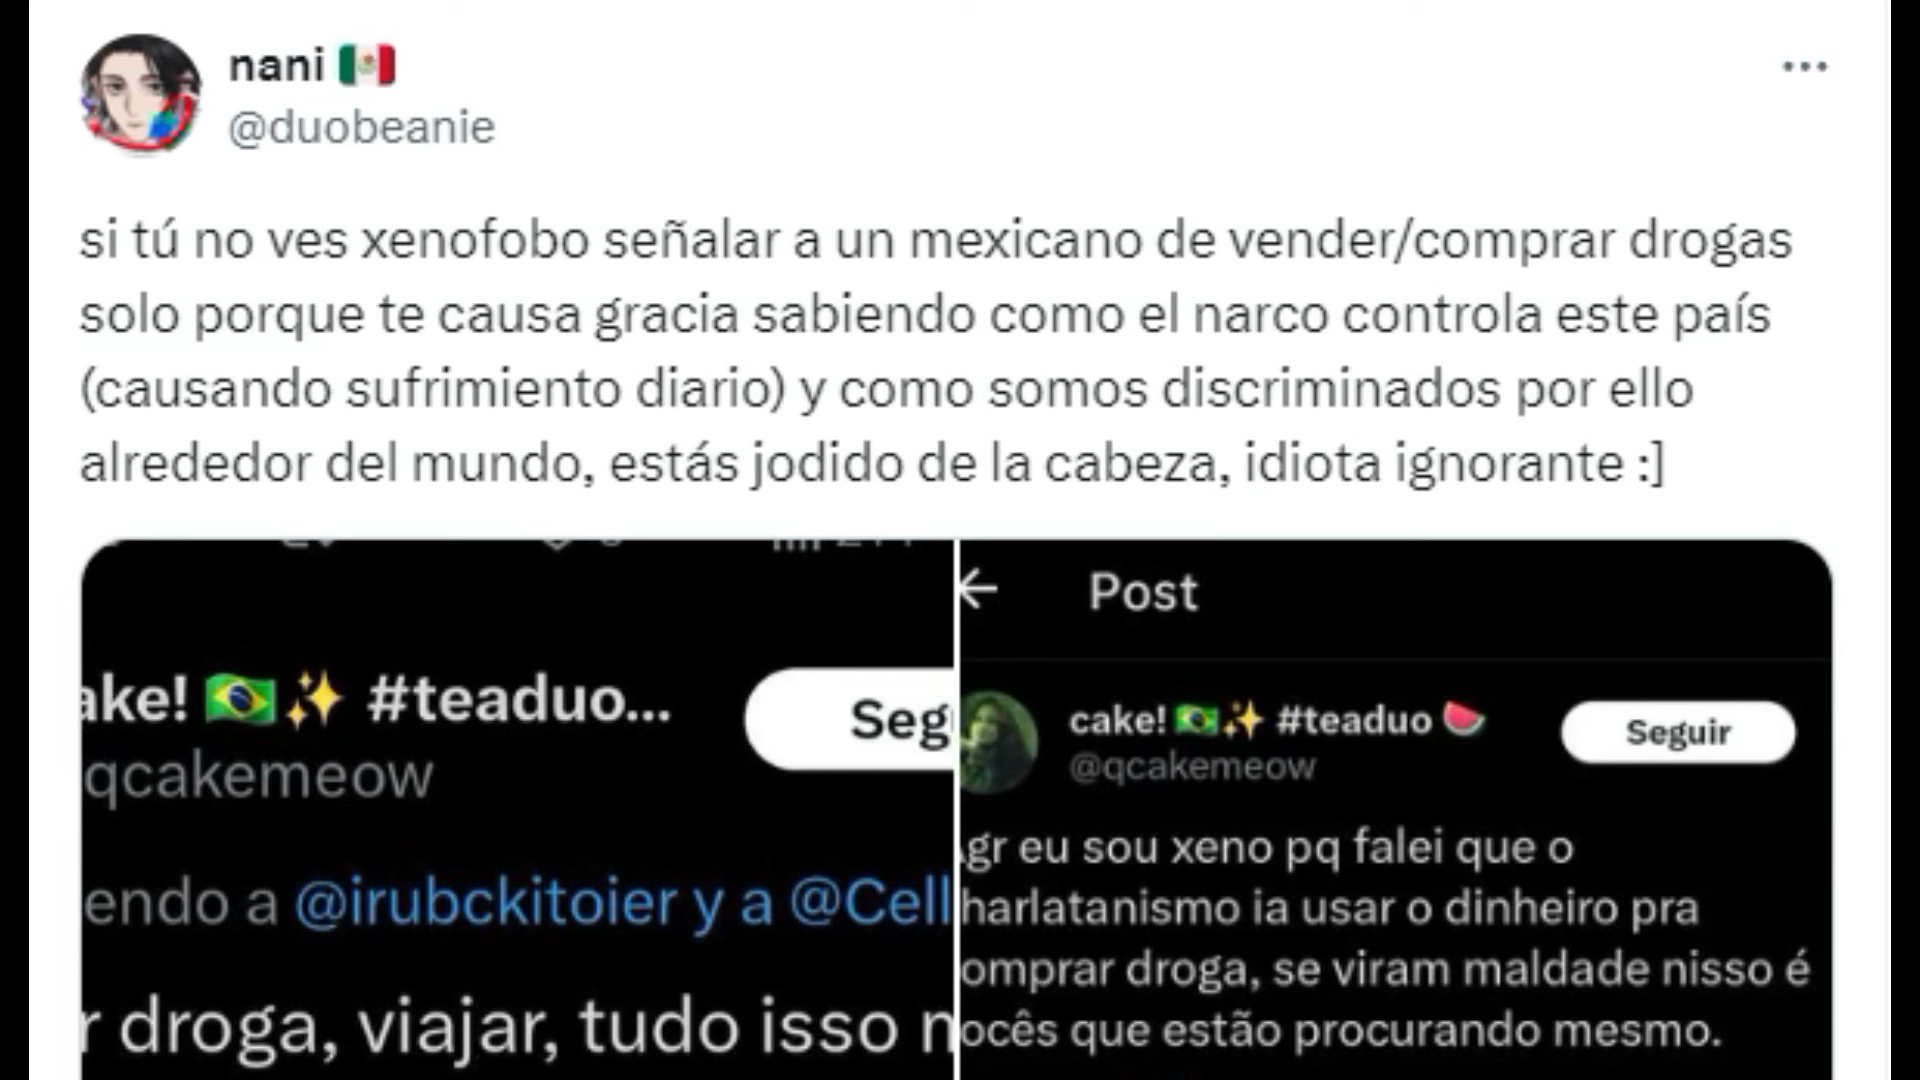 nani
@duobeanie
si tú no ves xenofobo señalar a un mexicano de vender/comprar drogas
solo porque te causa gracia sabiendo como el narco controla este país
(causando sufrimiento diario) y como somos discriminados por ello
alrededor del mundo, estás jodido de la cabeza, idiota ignorante :]
ake! 🇧🇷✨ #teaduo...
Seg
qcakemeow
endo a @irubckitoier y a @Cell
r droga, viajar, tudo isso n
Post
cake! 🇧🇷✨ #teaduo 🍉
Seguir
@qcakemeow
gr eu sou xeno pq falei que o
harlatanismo ia usar o dinheiro pra
omprar droga, se viram maldade nisso é
ocês que estão procurando mesmo.